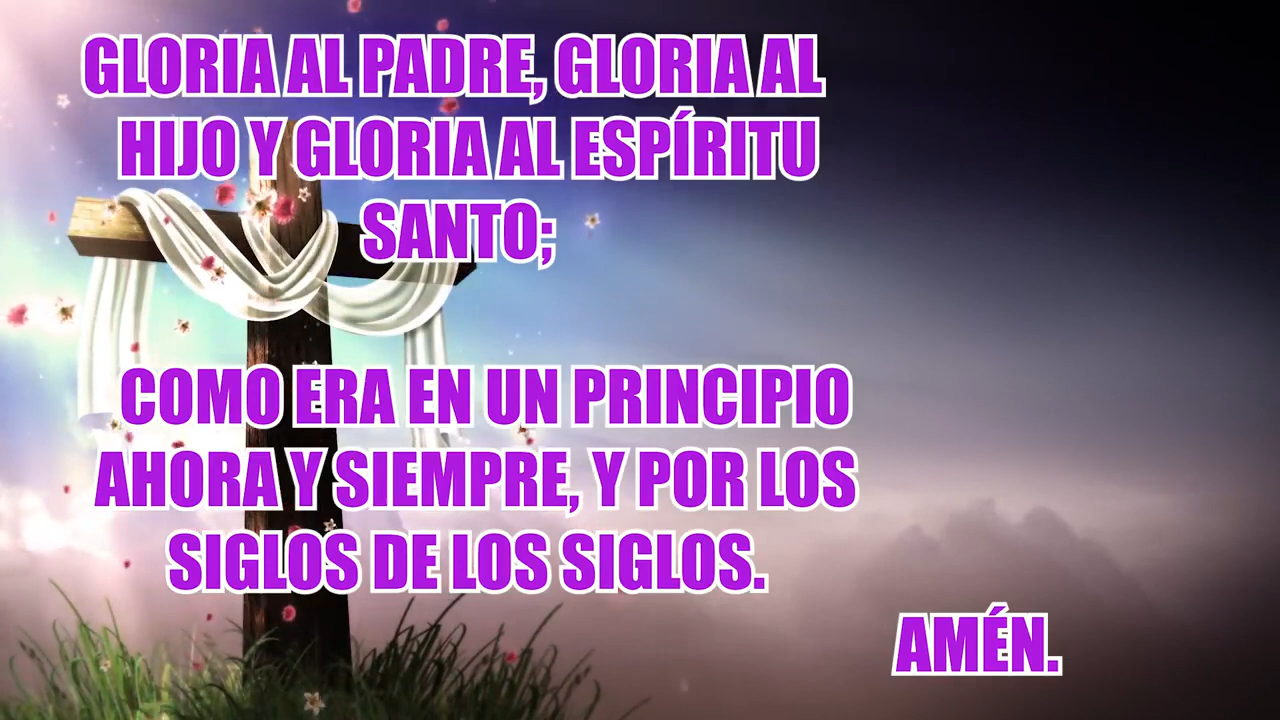 GLORIA AL PADRE, GLORIA AL
HIJO Y GLORIA AL ESPÍRITU
SANTO;
COMO ERA EN UN PRINCIPIO
AHORA Y SIEMPRE, Y POR LOS
SIGLOS DE LOS SIGLOS.
AMÉN.